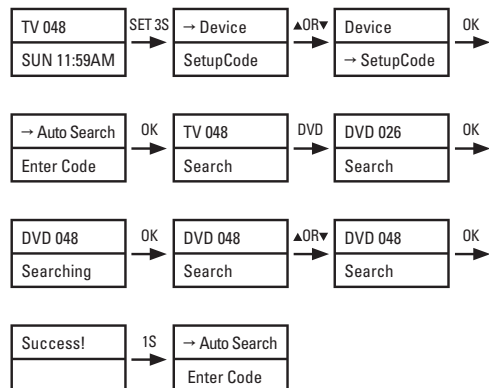 TV 048
SUN 11:59AM
SET 3S
→ Device
SetupCode
▲OR▼
Device
→ SetupCode
OK
→ Auto Search
Enter Code
OK
TV 048
Search
DVD
DVD 026
Search
OK
DVD 048
Searching
OK
DVD 048
Search
▲OR▼
DVD 048
Search
OK
Success!
1S
→ Auto Search
Enter Code